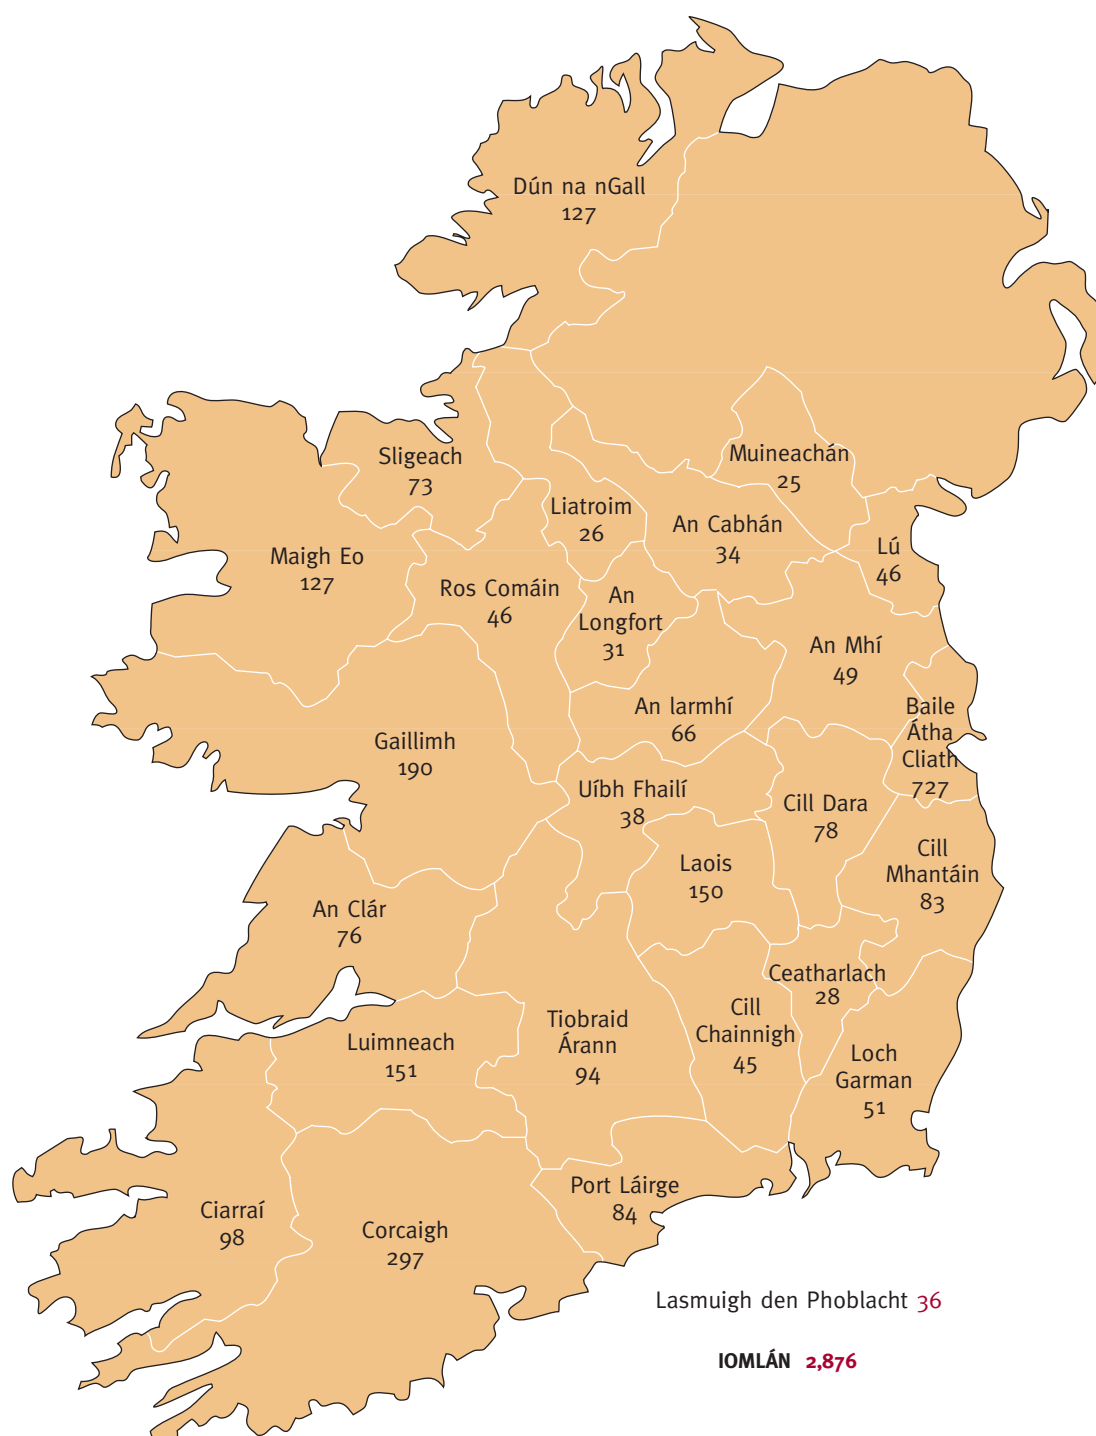 Dún na nGall
127
Muineachán
25
Sligeach
73
Liatroim
26
An Cabhán
34
Lú
46
Maigh Eo
127
Ros Comáin
46
An
Longfort
31
An Mhí
49
An Iarmhí
66
Baile
Átha
Cliath
727
Gaillimh
190
Uíbh Fhailí
38
Cill Dara
78
Laois
150
Cill
Mhantáin
83
An Clár
76
Ceatharlach
28
Cill
Chainnigh
45
Tiobraid
Árann
94
Luimneach
151
Loch
Garman
51
Port Láirge
84
Ciarraí
98
Corcaigh
297
Lasmuigh den Phoblacht 36
IOMLÁN 2,876